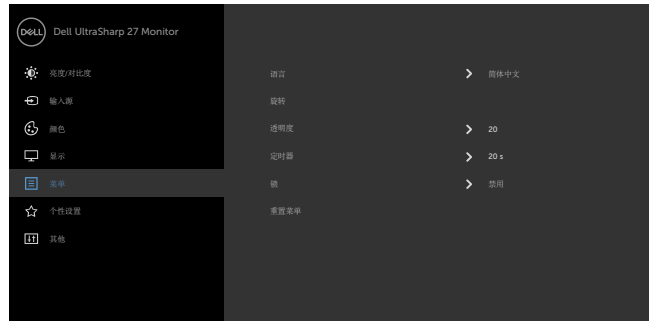 DELL Dell UltraSharp 27 Monitor
亮度/对比度
语言 简体中文
输入源
旋转
颜色
透明度 20
显示
定时器 20 s
菜单
锁 禁用
个性设置
重置菜单
其他